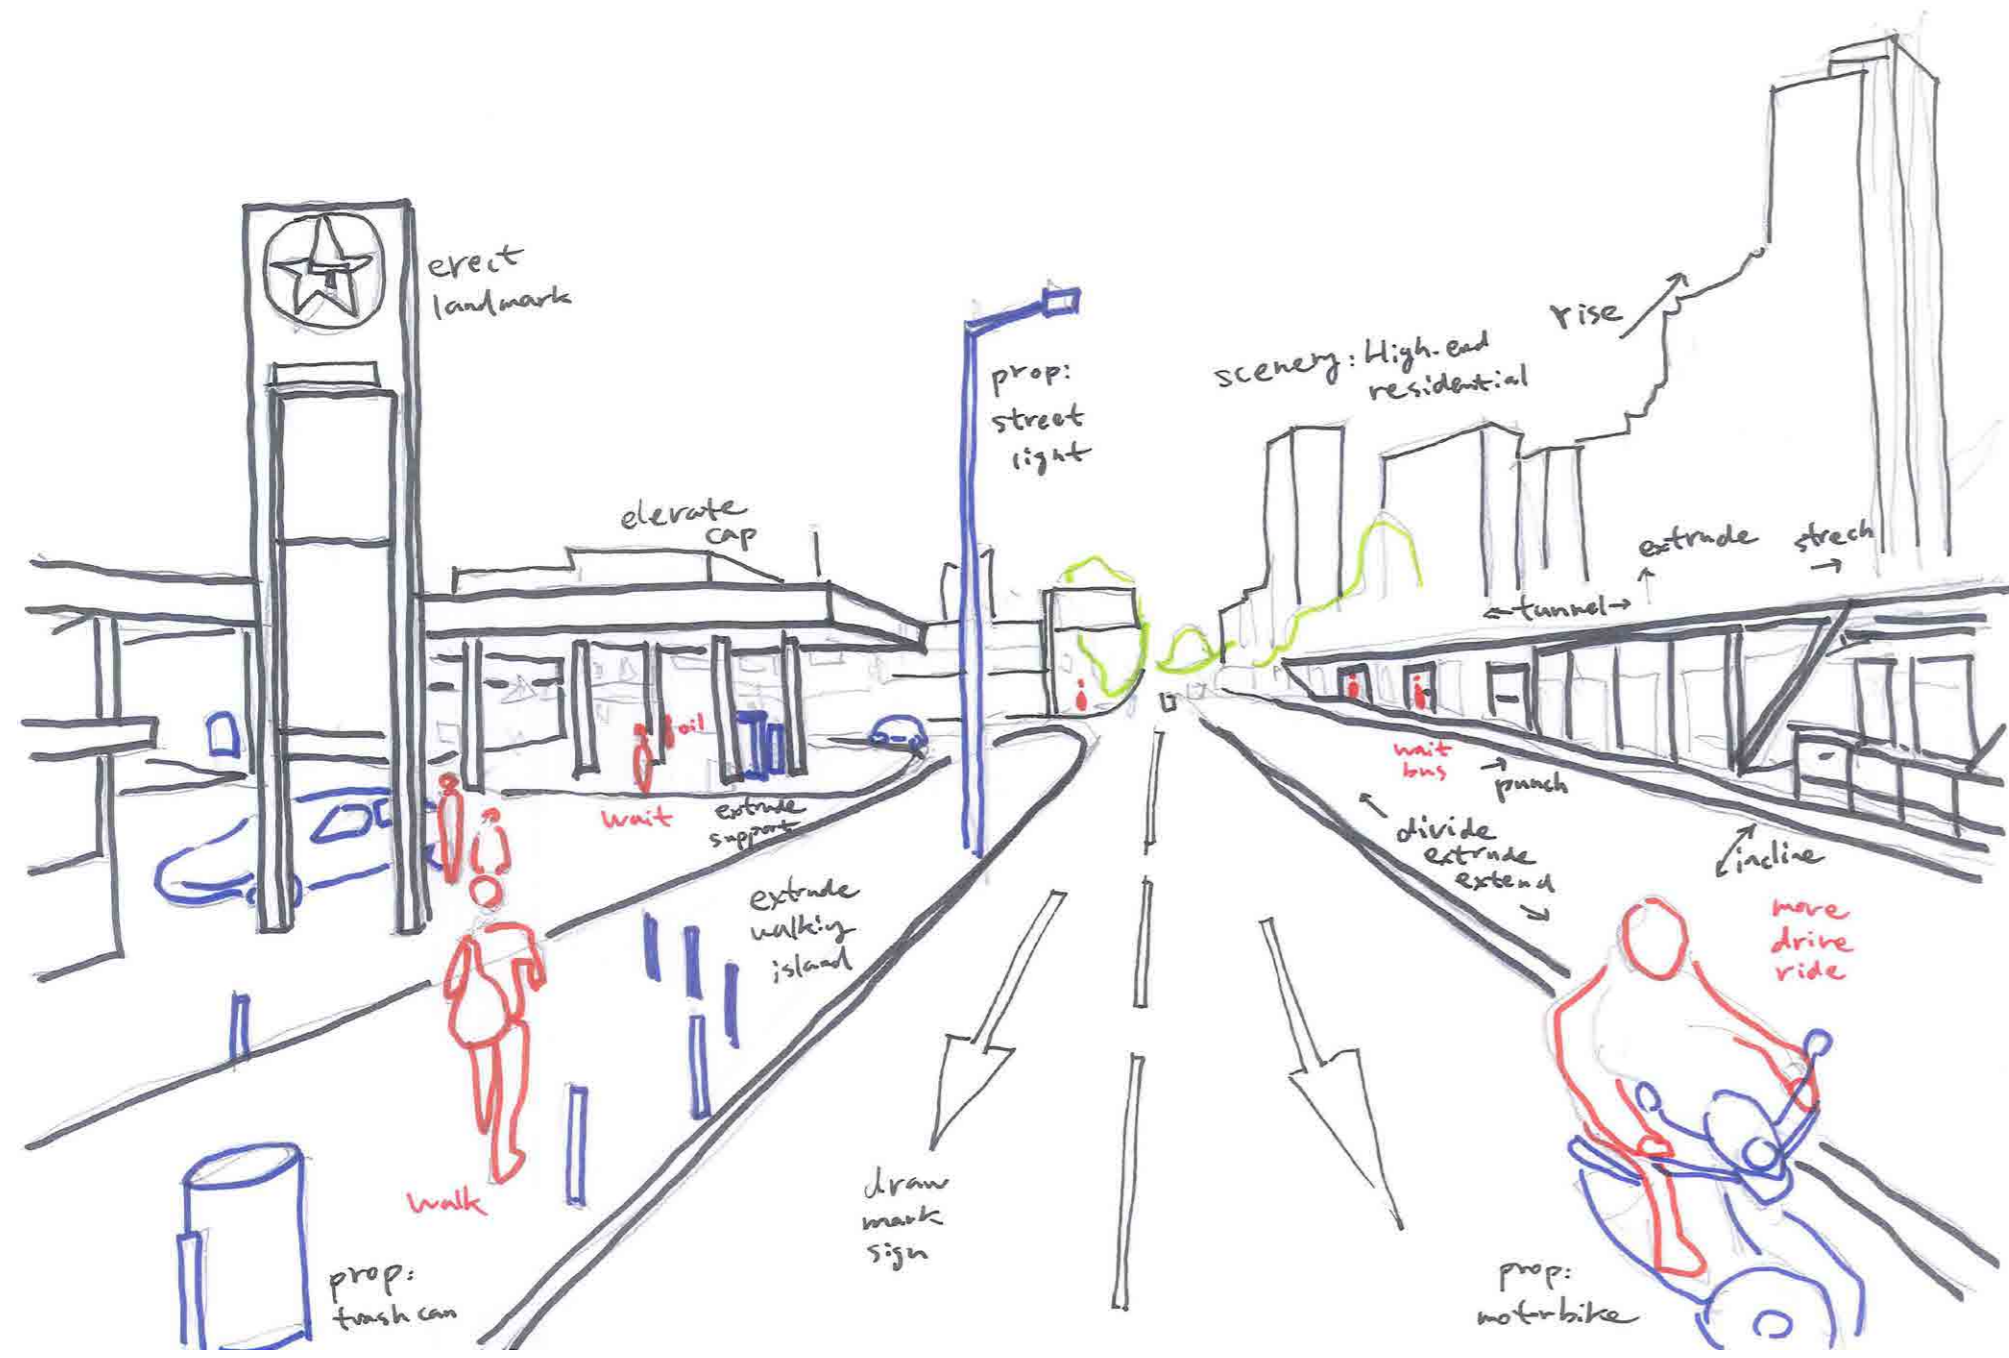 erect
landmark
elevate
cap
prop:
street
light
scenery: High-end
residential
rise
extrude
strech
tunnel
oil
wait
extrude
support
wait
bus
punch
divide
extrude
extend
incline
extrude
walkiy
island
move
drive
ride
walk
draw
mark
sign
prop:
trash can
prop:
motorbike